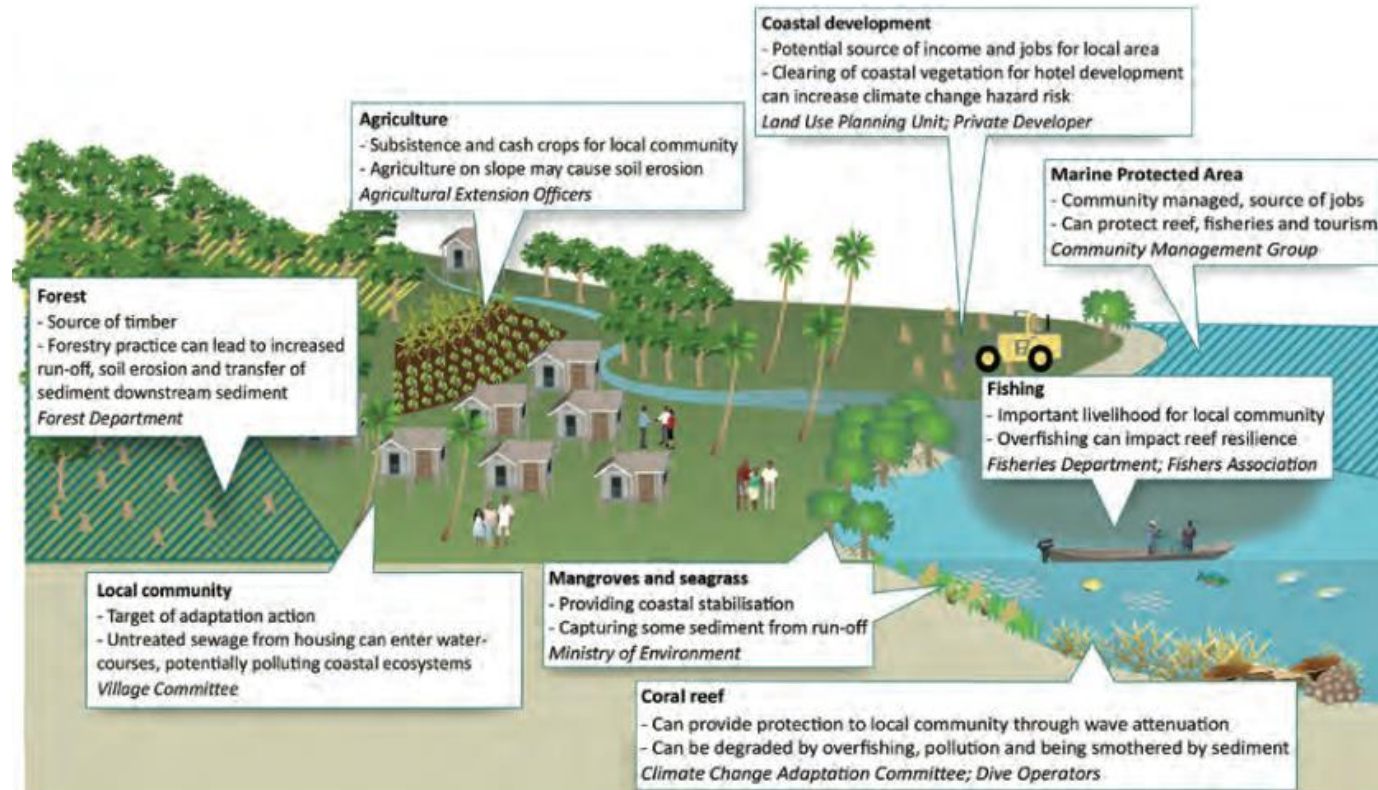 Coastal development
- Potential source of income and jobs for local area
- Clearing of coastal vegetation for hotel development
can increase climate change hazard risk
Land Use Planning Unit; Private Developer
Agriculture
- Subsistence and cash crops for local community
- Agriculture on slope may cause soil erosion
Agricultural Extension Officers
Marine Protected Area
- Community managed, source of jobs
- Can protect reef, fisheries and tourism
Community Management Group
Forest
- Source of timber
- Forestry practice can lead to increased
run-off, soil erosion and transfer of
sediment downstream sediment
Forest Department
Fishing
- Important livelihood for local community
- Overfishing can impact reef resilience
Fisheries Department; Fishers Association
Local community
- Target of adaptation action
- Untreated sewage from housing can enter water-
courses, potentially polluting coastal ecosystems
Village Committee
Mangroves and seagrass
- Providing coastal stabilisation
- Capturing some sediment from run-off
Ministry of Environment
Coral reef
- Can provide protection to local community through wave attenuation
- Can be degraded by overfishing, pollution and being smothered by sediment
Climate Change Adaptation Committee; Dive Operators